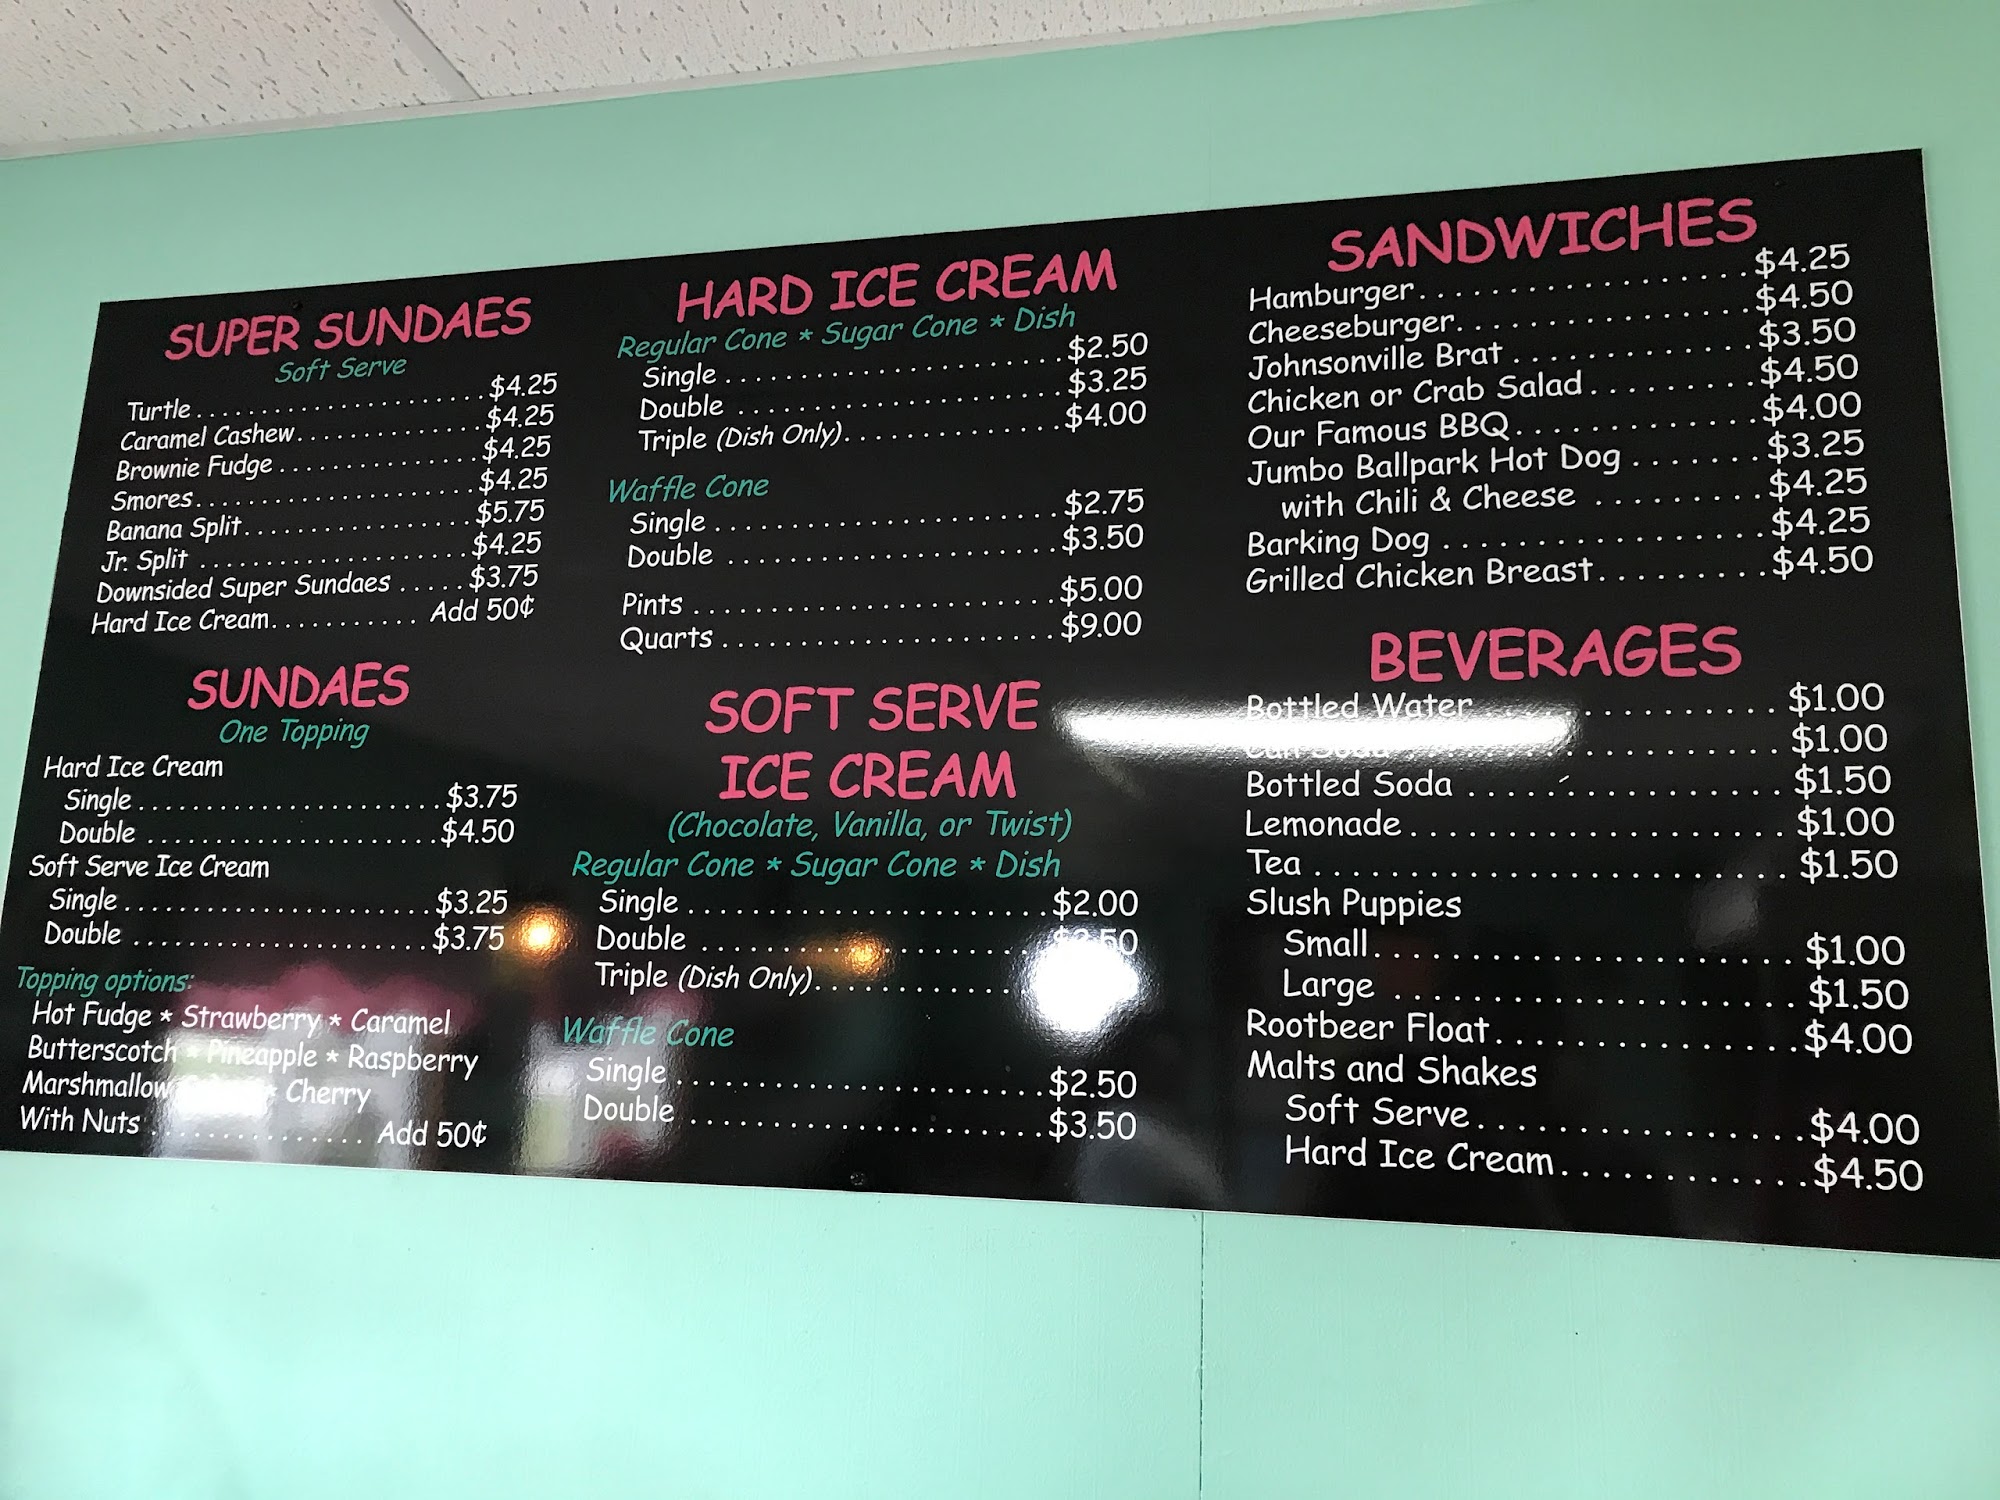 SUPER SUNDAES
Soft Serve
Turtle . . . . . . . . . . . . . . . . . . . . . . $4.25
Caramel Cashew. . . . . . . . . . . . . . $4.25
Brownie Fudge . . . . . . . . . . . . . . . $4.25
Smores. . . . . . . . . . . . . . . . . . . . . $4.25
Banana Split. . . . . . . . . . . . . . . . . $5.75
Jr. Split . . . . . . . . . . . . . . . . . . . . $4.25
Downsided Super Sundaes . . . . . $3.75
Hard Ice Cream. . . . . . . . . . . Add 50¢
SUNDAES
One Topping
Hard Ice Cream
Single . . . . . . . . . . . . . . . . . . . . . . $3.75
Double . . . . . . . . . . . . . . . . . . . . . $4.50
Soft Serve Ice Cream
Single . . . . . . . . . . . . . . . . . . . . . . $3.25
Double . . . . . . . . . . . . . . . . . . . . . $3.75
Topping options:
Hot Fudge * Strawberry * Caramel
Butterscotch * Pineapple * Raspberry
Marshmallow * Cherry
With Nuts . . . . . . . . . . . . . . . Add 50¢
HARD ICE CREAM
Regular Cone * Sugar Cone * Dish
Single . . . . . . . . . . . . . . . . . . . . . . $2.50
Double . . . . . . . . . . . . . . . . . . . . . $3.25
Triple (Dish Only). . . . . . . . . . . . . . $4.00
Waffle Cone
Single . . . . . . . . . . . . . . . . . . . . . . $2.75
Double . . . . . . . . . . . . . . . . . . . . . $3.50
Pints . . . . . . . . . . . . . . . . . . . . . . . $5.00
Quarts . . . . . . . . . . . . . . . . . . . . . $9.00
SOFT SERVE
ICE CREAM
(Chocolate, Vanilla, or Twist)
Regular Cone * Sugar Cone * Dish
Single . . . . . . . . . . . . . . . . . . . . . . $2.00
Double . . . . . . . . . . . . . . . . . . .
Triple (Dish Only). . . . . . . . . . . .
Waffle Cone
Single . . . . . . . . . . . . . . . . . . . . . . $2.50
Double . . . . . . . . . . . . . . . . . . . . . $3.50
SANDWICHES
Hamburger. . . . . . . . . . . . . . . . . . $4.25
Cheeseburger. . . . . . . . . . . . . . . . $4.50
Johnsonville Brat . . . . . . . . . . . . . $3.50
Chicken or Crab Salad . . . . . . . . . $4.50
Our Famous BBQ. . . . . . . . . . . . . $4.00
Jumbo Ballpark Hot Dog . . . . . . . $3.25
with Chili & Cheese . . . . . . . . . $4.25
Barking Dog . . . . . . . . . . . . . . . . . $4.25
Grilled Chicken Breast. . . . . . . . . $4.50
BEVERAGES
Bottled Water . . . . . . . . . . . . . . . $1.00
Soda . . . . . . . . . . . . . . . . . . $1.00
Bottled Soda . . . . . . . . . . . . . . . . $1.50
Lemonade . . . . . . . . . . . . . . . . . . . $1.00
Tea . . . . . . . . . . . . . . . . . . . . . . . . $1.50
Slush Puppies
Small. . . . . . . . . . . . . . . . . . . . . $1.00
Large . . . . . . . . . . . . . . . . . . . . $1.50
Rootbeer Float. . . . . . . . . . . . . . . $4.00
Malts and Shakes
Soft Serve. . . . . . . . . . . . . . . . . $4.00
Hard Ice Cream. . . . . . . . . . . . $4.50